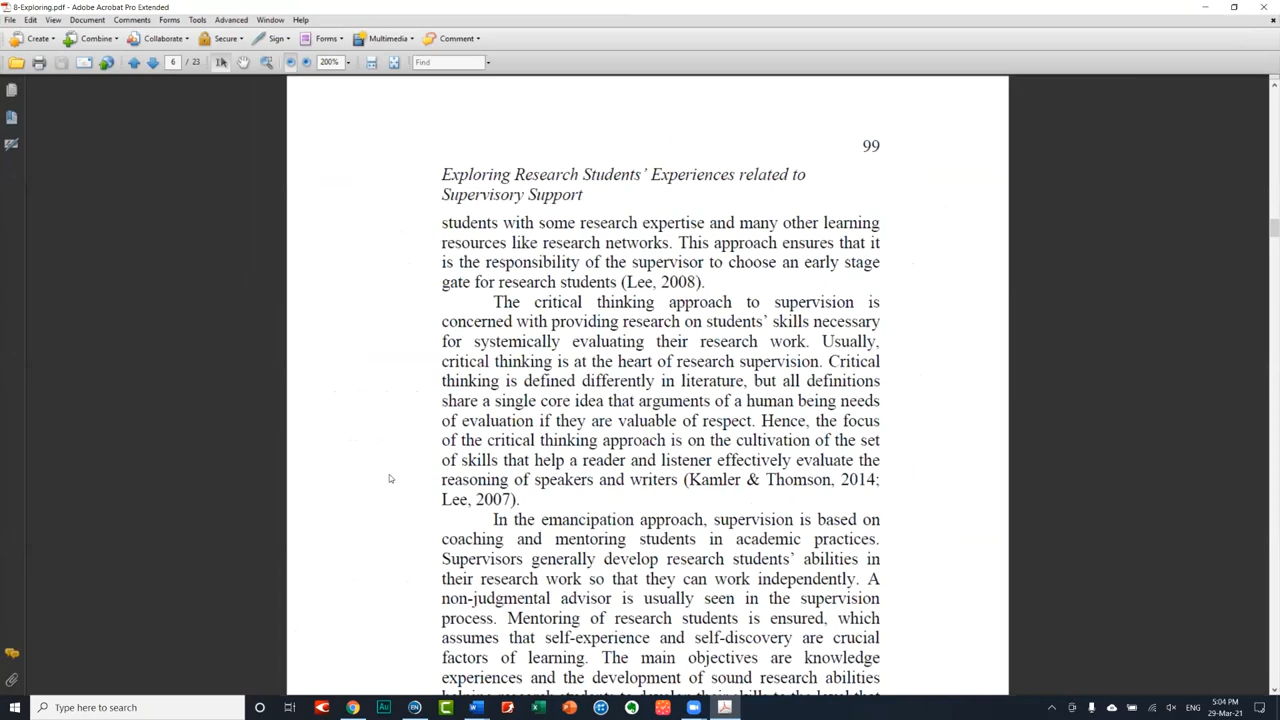 8-Exploring.pdf - Adobe Acrobat Pro Extended
File Edit View Document Comments Forms Tools Advanced Window Help
Create Combine Collaborate Secure Sign Forms Multimedia Comment
6 / 23 200% Find
99
Exploring Research Students’ Experiences related to
Supervisory Support
students with some research expertise and many other learning
resources like research networks. This approach ensures that it
is the responsibility of the supervisor to choose an early stage
gate for research students (Lee, 2008).
The critical thinking approach to supervision is
concerned with providing research on students’ skills necessary
for systemically evaluating their research work. Usually,
critical thinking is at the heart of research supervision. Critical
thinking is defined differently in literature, but all definitions
share a single core idea that arguments of a human being needs
of evaluation if they are valuable of respect. Hence, the focus
of the critical thinking approach is on the cultivation of the set
of skills that help a reader and listener effectively evaluate the
reasoning of speakers and writers (Kamler & Thomson, 2014;
Lee, 2007).
In the emancipation approach, supervision is based on
coaching and mentoring students in academic practices.
Supervisors generally develop research students’ abilities in
their research work so that they can work independently. A
non-judgmental advisor is usually seen in the supervision
process. Mentoring of research students is ensured, which
assumes that self-experience and self-discovery are crucial
factors of learning. The main objectives are knowledge
experiences and the development of sound research abilities
helping research students to develop their skills to the level that
Type here to search
ENG
5:04 PM
29-Mar-21